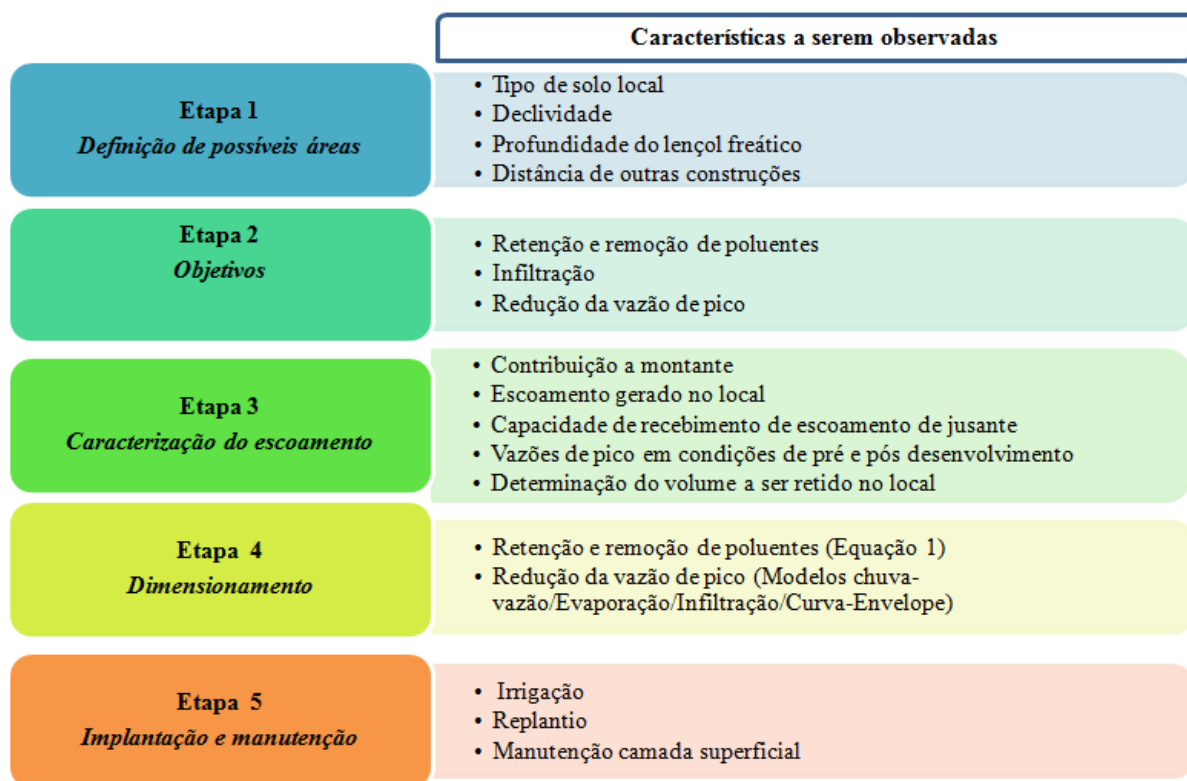 Características a serem observadas
Etapa 1
Definição de possíveis áreas
• Tipo de solo local
• Declividade
• Profundidade do lençol freático
• Distância de outras construções
Etapa 2
Objetivos
• Retenção e remoção de poluentes
• Infiltração
• Redução da vazão de pico
Etapa 3
Caracterização do escoamento
• Contribuição a montante
• Escoamento gerado no local
• Capacidade de recebimento de escoamento de jusante
• Vazões de pico em condições de pré e pós desenvolvimento
• Determinação do volume a ser retido no local
Etapa 4
Dimensionamento
• Retenção e remoção de poluentes (Equação 1)
• Redução da vazão de pico (Modelos chuva-
vazão/Evaporação/Infiltração/Curva-Envelope)
Etapa 5
Implantação e manutenção
• Irrigação
• Replantio
• Manutenção camada superficial